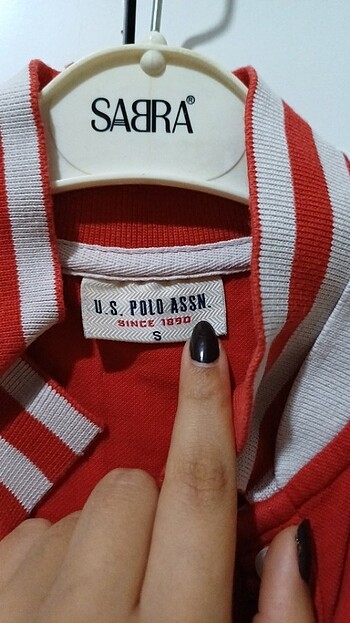 SABRA®
U.S. POLO ASSN.
SINCE 1890
S